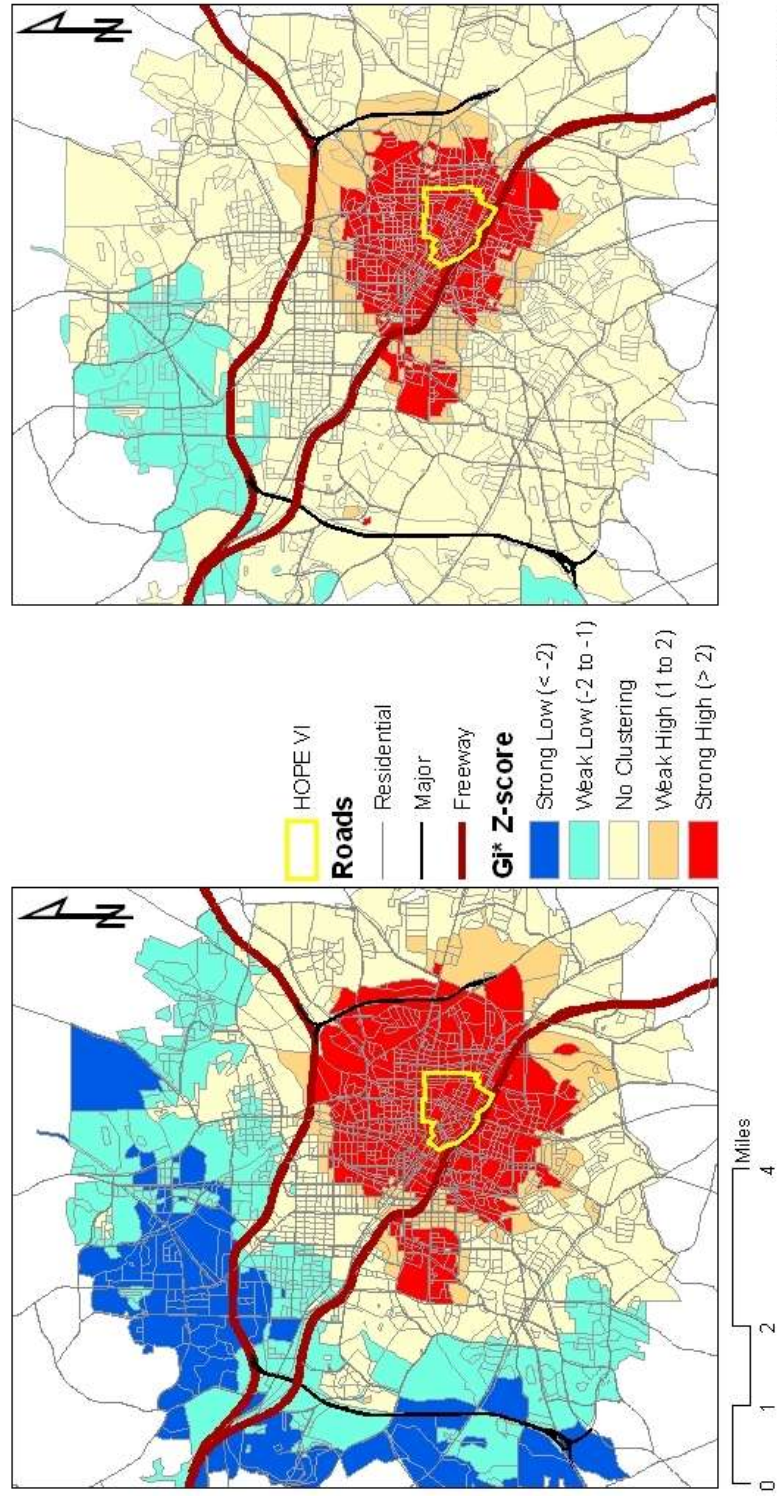 N
N
HOPE VI
Roads
Residential
Major
Freeway
Gi* Z-score
Strong Low (< -2)
Weak Low (-2 to -1)
No Clustering
Weak High (1 to 2)
Strong High (> 2)
0 1 2 4
Miles